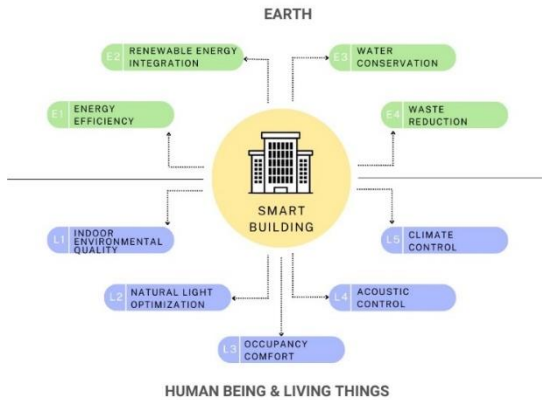 EARTH
E2 RENEWABLE ENERGY
INTEGRATION
E3 WATER
CONSERVATION
E1 ENERGY
EFFICIENCY
E4 WASTE
REDUCTION
SMART
BUILDING
L1 INDOOR
ENVIRONMENTAL
QUALITY
L5 CLIMATE
CONTROL
L2 NATURAL LIGHT
OPTIMIZATION
L4 ACOUSTIC
CONTROL
L3 OCCUPANCY
COMFORT
HUMAN BEING & LIVING THINGS